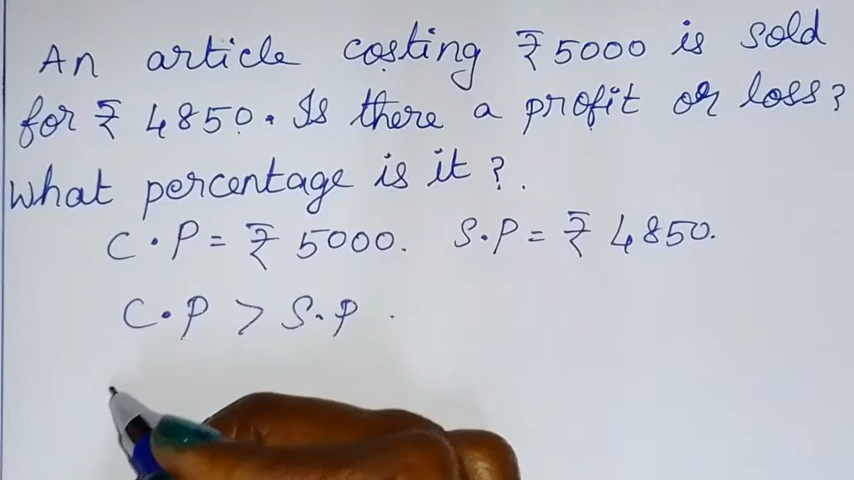 An article costing ₹ 5000 is sold
for ₹ 4850. Is there a profit or loss?
What percentage is it?.
C.P = ₹ 5000. S.P = ₹ 4850.
C.P > S.P .